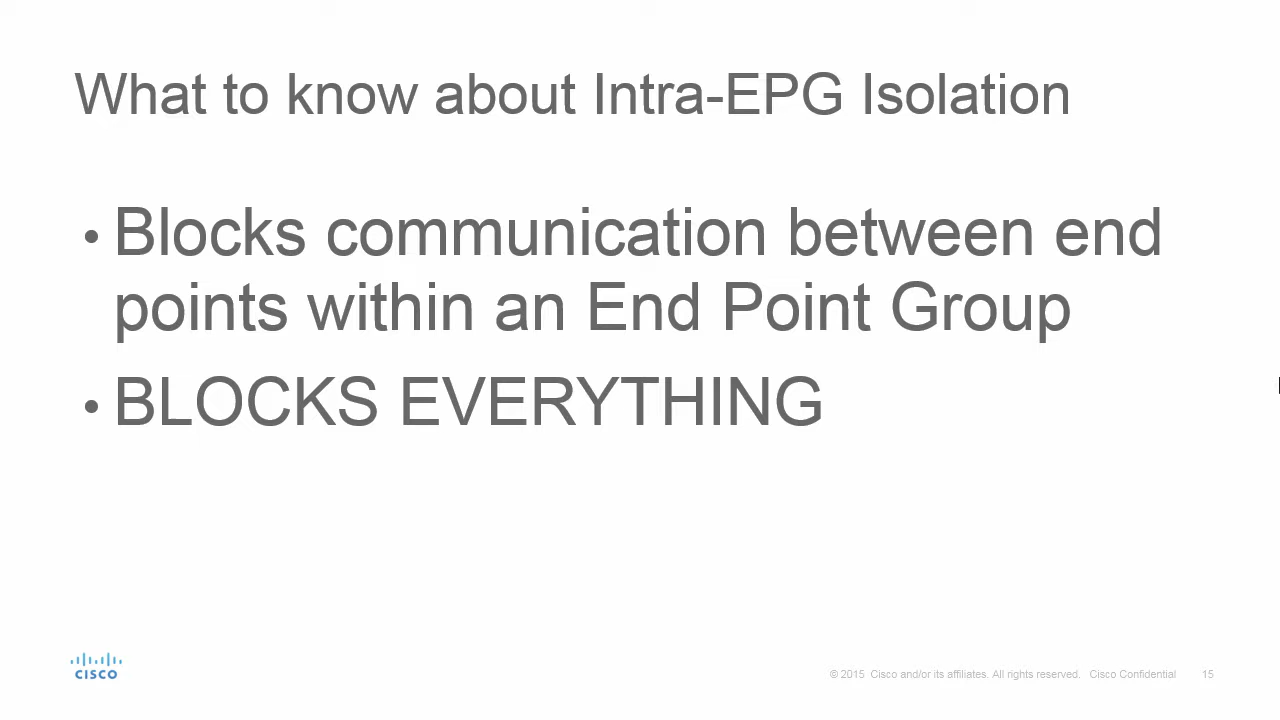 What to know about Intra-EPG Isolation
• Blocks communication between end
points within an End Point Group
• BLOCKS EVERYTHING
CISCO
© 2015 Cisco and/or its affiliates. All rights reserved. Cisco Confidential 15